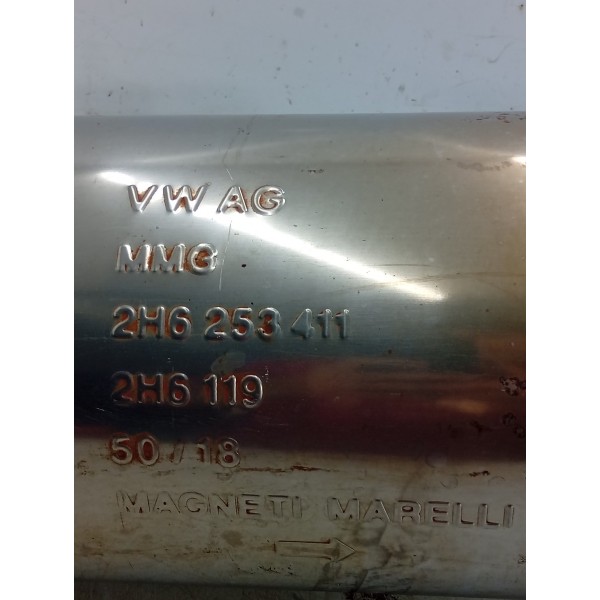 VW AG
MMG
2H6 253 411
2H6 119
50/18
MAGNETI MARELLI